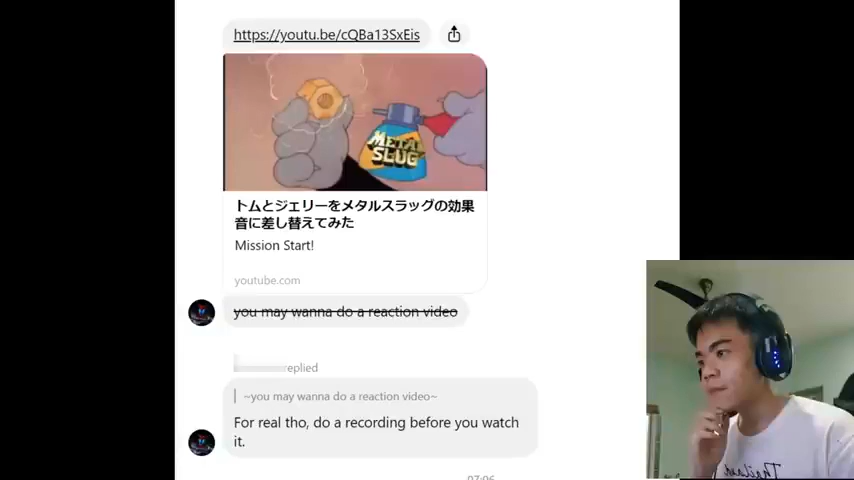 https://youtu.be/cQBa13SxEis
METAL
SLUG
トムとジェリーをメタルスラッグの効果
音に差し替えてみた
Mission Start!
youtube.com
you may wanna do a reaction video
eplied
~you may wanna do a reaction video~
For real tho, do a recording before you watch
it.
07:06